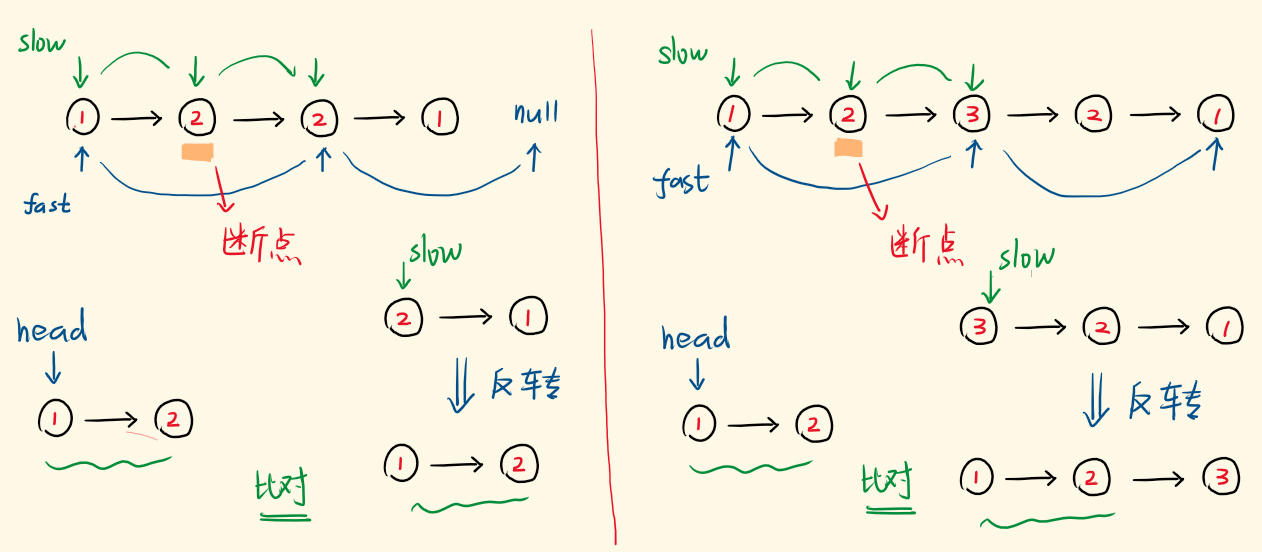 slow
1 → 2 → 2 → 1 null
fast
断点
slow
2 → 1
head
反转
1 → 2
1 → 2
比对
slow
1 → 2 → 3 → 2 → 1
fast
断点
slow
3 → 2 → 1
head
反转
1 → 2
1 → 2 → 3
比对